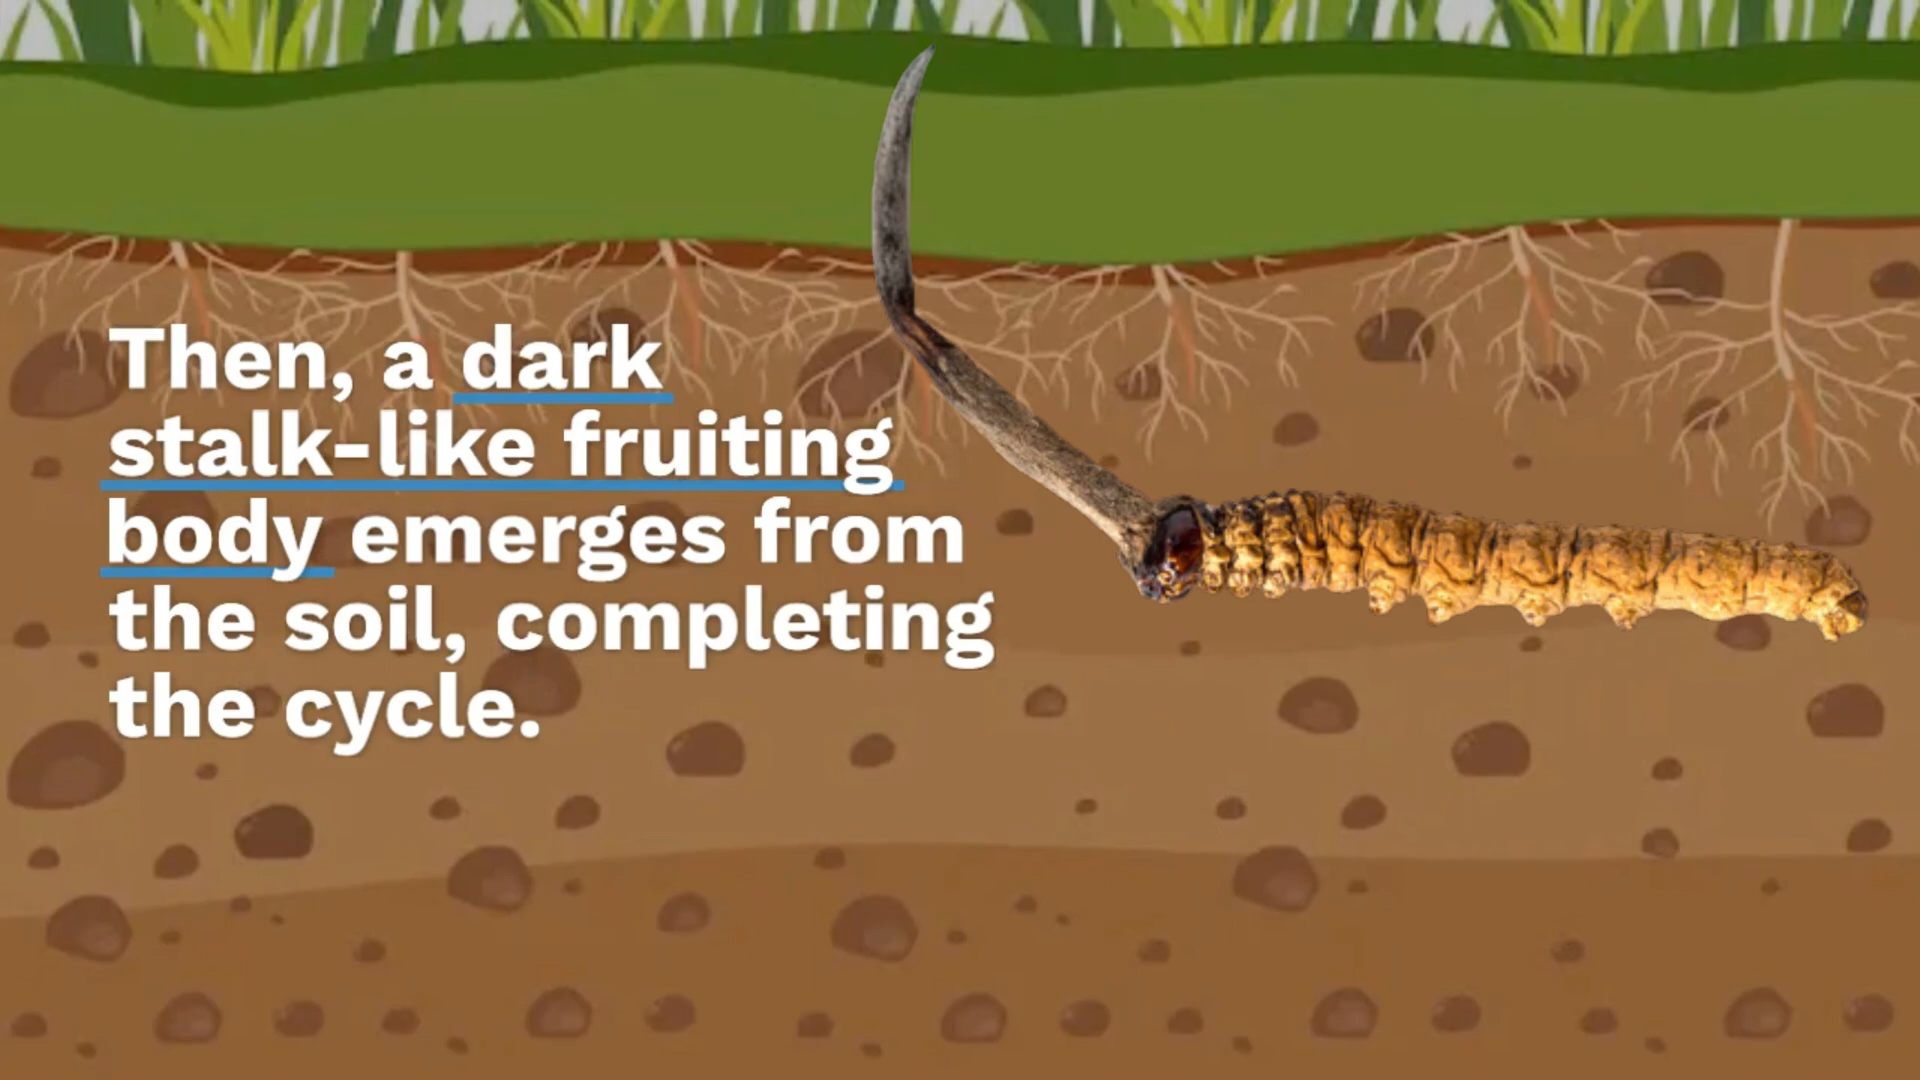 Then, a dark
stalk-like fruiting
body emerges from
the soil, completing
the cycle.